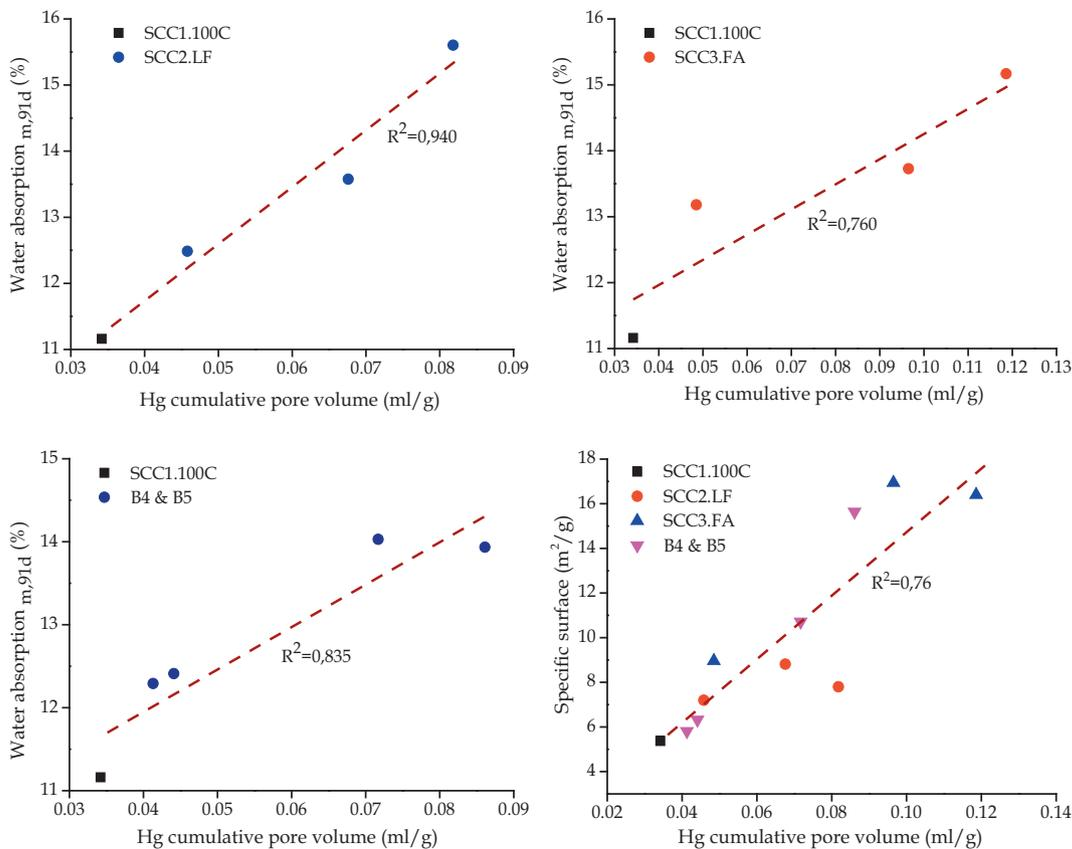 16
15
14
13
12
11
Water absorption m,91d (%)
SCC1.100C
SCC2.LF
R²=0,940
0.03 0.04 0.05 0.06 0.07 0.08 0.09
Hg cumulative pore volume (ml/g)
16
15
14
13
12
11
Water absorption m,91d (%)
SCC1.100C
SCC3.FA
R²=0,760
0.03 0.04 0.05 0.06 0.07 0.08 0.09 0.10 0.11 0.12 0.13
Hg cumulative pore volume (ml/g)
15
14
13
12
11
Water absorption m,91d (%)
SCC1.100C
B4 & B5
R²=0,835
0.03 0.04 0.05 0.06 0.07 0.08 0.09
Hg cumulative pore volume (ml/g)
18
16
14
12
10
8
6
4
Specific surface (m²/g)
SCC1.100C
SCC2.LF
SCC3.FA
B4 & B5
R²=0,76
0.02 0.04 0.06 0.08 0.10 0.12 0.14
Hg cumulative pore volume (ml/g)